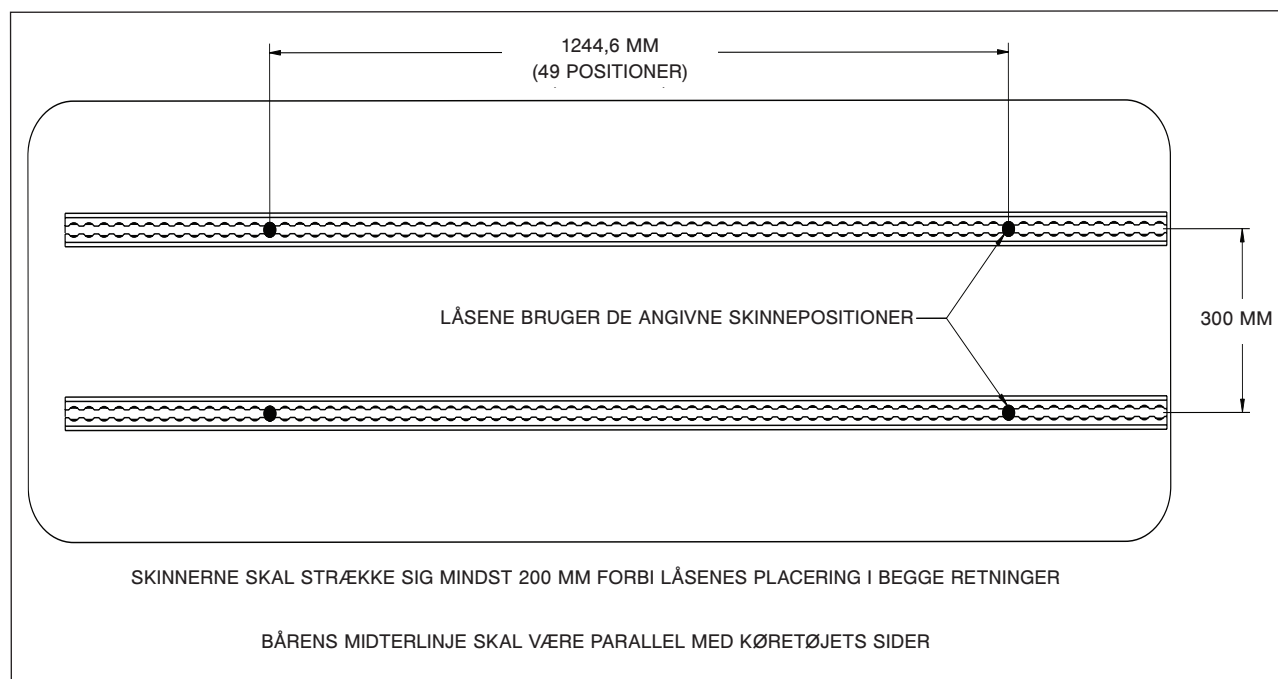 1244,6 MM
(49 POSITIONER)
LÅSENE BRUGER DE ANGIVNE SKINNEPOSITIONER
300 MM
SKINNERNE SKAL STRÆKKE SIG MINDST 200 MM FORBI LÅSENES PLACERING I BEGGE RETNINGER
BÅRENS MIDTERLINJE SKAL VÆRE PARALLEL MED KØRETØJETS SIDER